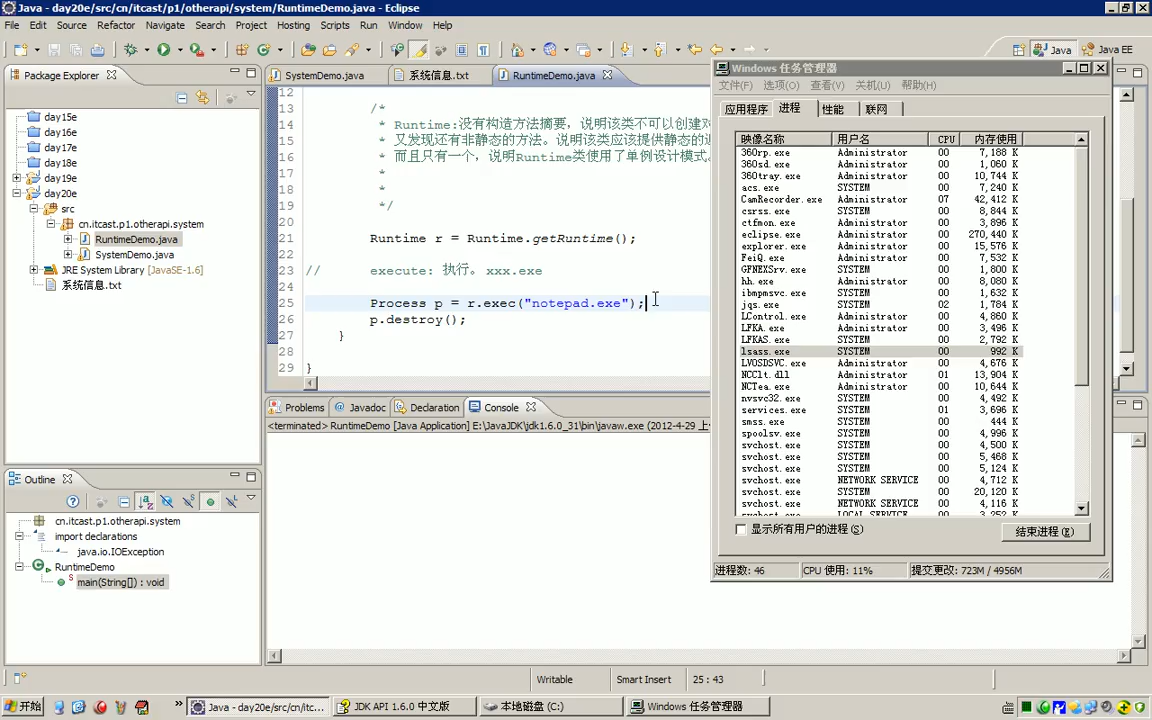 Java - day20e/src/cn/itcast/p1/otherapi/system/RuntimeDemo.java - Eclipse
File Edit Source Refactor Navigate Search Project Hosting Scripts Run Window Help
Java
Java EE
Package Explorer
day15e
day16e
day17e
day18e
day19e
day20e
src
cn.itcast.p1.otherapi.system
RuntimeDemo.java
SystemDemo.java
JRE System Library [JavaSE-1.6]
系统信息.txt
SystemDemo.java 系统信息.txt RuntimeDemo.java
12
13 /*
14 * Runtime:没有构造方法摘要，说明该类不可以创建对
15 * 又发现还有非静态的方法。说明该类应该提供静态的返
16 * 而且只有一个，说明Runtime类使用了单例设计模式。
17 *
18 *
19 */
20
21 Runtime r = Runtime.getRuntime();
22
23 // execute: 执行。 xxx.exe
24
25 Process p = r.exec("notepad.exe");
26 p.destroy();
27 }
28
29 }
Problems Javadoc Declaration Console
<terminated> RuntimeDemo [Java Application] E:\JavaJDK\jdk1.6.0_31\bin\javaw.exe (2012-4-29 上
Outline
cn.itcast.p1.otherapi.system
import declarations
java.io.IOException
RuntimeDemo
main(String[]) : void
Windows 任务管理器
文件(F) 选项(O) 查看(V) 关机(U) 帮助(H)
应用程序 进程 性能 联网
映像名称 用户名 CPU 内存使用
360rp.exe Administrator 00 7,188 K
360sd.exe Administrator 00 1,060 K
360tray.exe Administrator 00 10,744 K
acs.exe SYSTEM 00 7,240 K
CamRecorder.exe Administrator 07 42,412 K
csrss.exe SYSTEM 00 8,844 K
ctfmon.exe Administrator 00 3,896 K
eclipse.exe Administrator 00 270,440 K
explorer.exe Administrator 00 15,576 K
FeiQ.exe Administrator 00 8,132 K
GFNEXSrv.exe SYSTEM 00 1,800 K
hh.exe Administrator 00 8,080 K
ibmpmsvc.exe SYSTEM 00 1,632 K
jqs.exe SYSTEM 02 1,784 K
LControl.exe Administrator 00 4,860 K
LFKA.exe Administrator 00 3,496 K
LFKAS.exe SYSTEM 00 2,792 K
lsass.exe SYSTEM 00 992 K
LVOSDSVC.exe Administrator 00 4,676 K
NCClt.dll Administrator 01 13,904 K
NCTea.exe Administrator 00 10,644 K
nvsvc32.exe SYSTEM 00 4,492 K
services.exe SYSTEM 01 3,696 K
smss.exe SYSTEM 00 444 K
spoolsv.exe SYSTEM 00 4,996 K
svchost.exe SYSTEM 00 4,500 K
svchost.exe SYSTEM 00 5,468 K
svchost.exe SYSTEM 00 5,124 K
svchost.exe NETWORK SERVICE 00 4,712 K
svchost.exe SYSTEM 00 20,120 K
svchost.exe NETWORK SERVICE 00 4,116 K
svchost.exe LOCAL SERVICE 00 3,252 K
显示所有用户的进程(S)
结束进程(E)
进程数: 46 CPU 使用: 11% 提交更改: 723M / 4956M
Writable Smart Insert 25 : 43
开始 Java - day20e/src/cn/itc... JDK API 1.6.0 中文版 本地磁盘 (C:) Windows 任务管理器